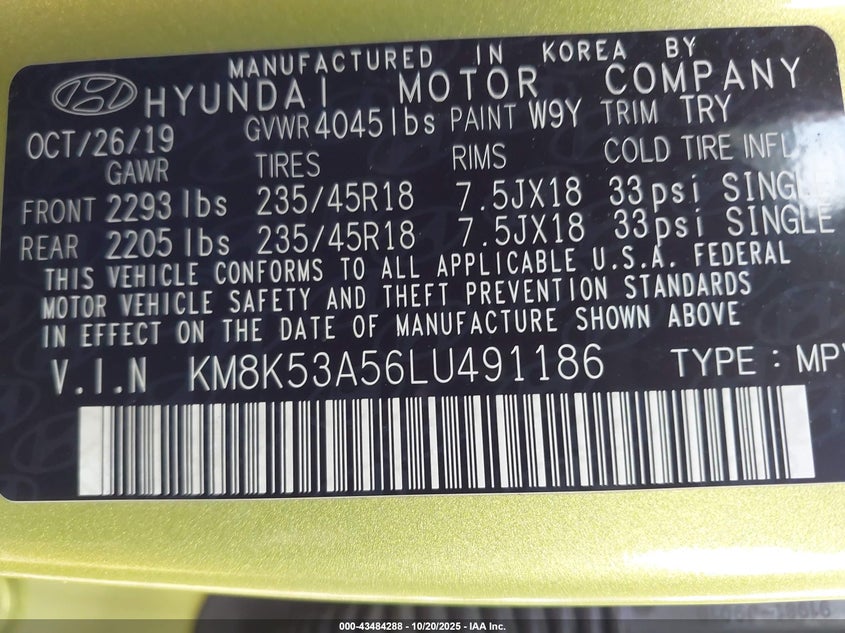 MANUFACTURED IN KOREA BY
HYUNDAI MOTOR COMPANY
OCT/26/19 GVWR 4045lbs PAINT W9Y TRIM TRY
GAWR TIRES RIMS COLD TIRE INFL
FRONT 2293lbs 235/45R18 7.5JX18 33psi SINGLE
REAR 2205lbs 235/45R18 7.5JX18 33psi SINGLE
THIS VEHICLE CONFORMS TO ALL APPLICABLE U.S.A. FEDERAL
MOTOR VEHICLE SAFETY AND THEFT PREVENTION STANDARDS
IN EFFECT ON THE DATE OF MANUFACTURE SHOWN ABOVE
V.I.N KM8K53A56LU491186 TYPE : MPV
000-43484288 - 10/20/2025 - IAA Inc.